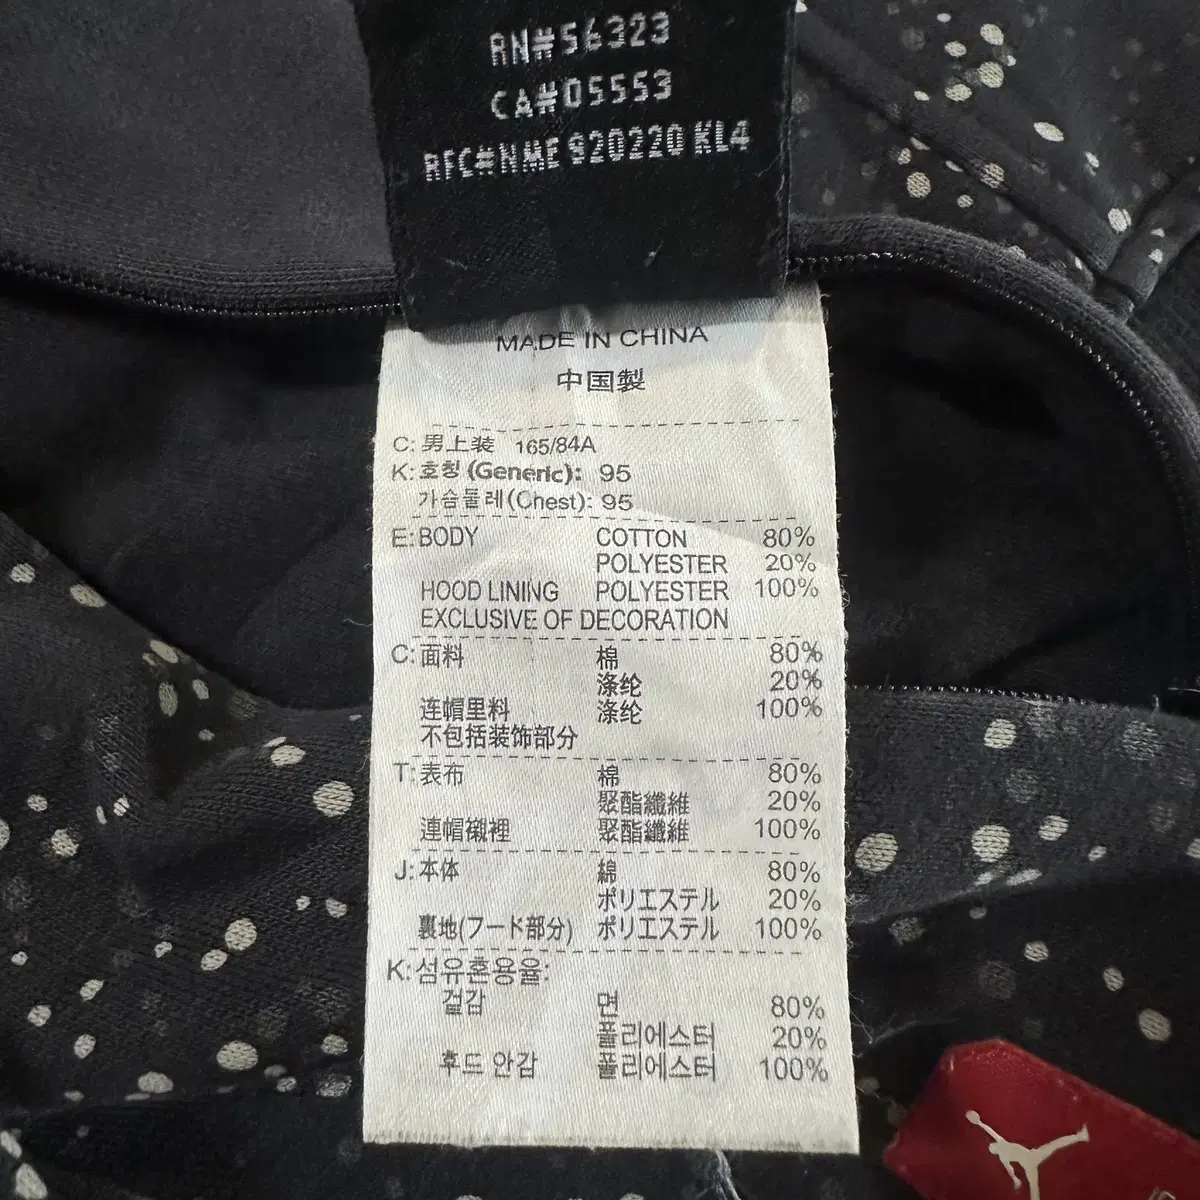 RN#56323
CA#05553
RFC#NME 920220 KL4
MADE IN CHINA
中国製
C: 男上装 165/84A
K: 호칭 (Generic): 95
가슴둘레(Chest): 95
E: BODY COTTON 80%
POLYESTER 20%
HOOD LINING POLYESTER 100%
EXCLUSIVE OF DECORATION
C: 面料 棉 80%
涤纶 20%
连帽里料 涤纶 100%
不包括装饰部分
T: 表布 棉 80%
聚酯纖維 20%
連帽襯裡 聚酯纖維 100%
J: 本体 綿 80%
ポリエステル 20%
裏地(フード部分) ポリエステル 100%
K: 섬유혼용율:
겉감 면 80%
폴리에스터 20%
후드 안감 폴리에스터 100%